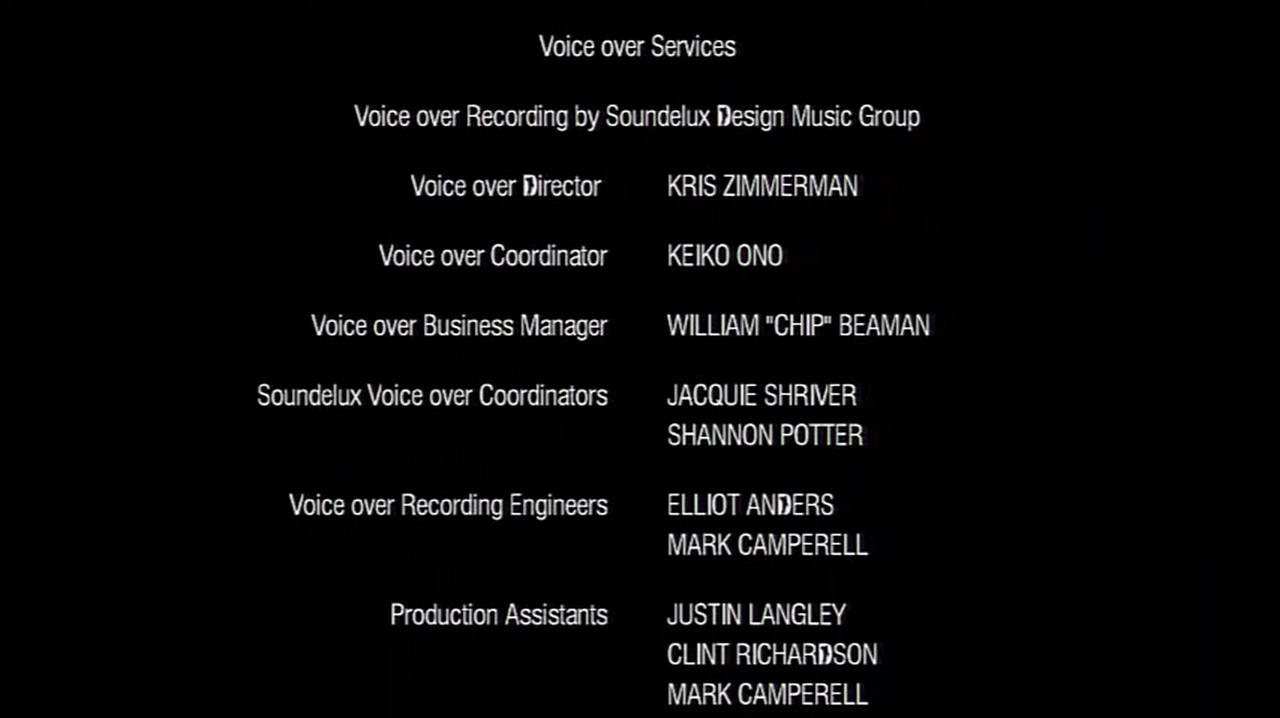 Voice over Services
Voice over Recording by Soundelux Design Music Group
Voice over Director KRIS ZIMMERMAN
Voice over Coordinator KEIKO ONO
Voice over Business Manager WILLIAM "CHIP" BEAMAN
Soundelux Voice over Coordinators JACQUIE SHRIVER
SHANNON POTTER
Voice over Recording Engineers ELLIOT ANDERS
MARK CAMPERELL
Production Assistants JUSTIN LANGLEY
CLINT RICHARDSON
MARK CAMPERELL